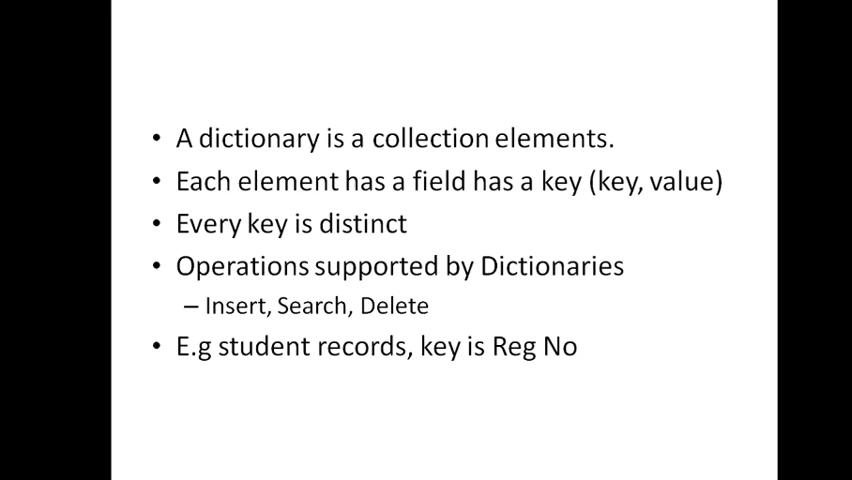 • A dictionary is a collection elements.
• Each element has a field has a key (key, value)
• Every key is distinct
• Operations supported by Dictionaries
– Insert, Search, Delete
• E.g student records, key is Reg No